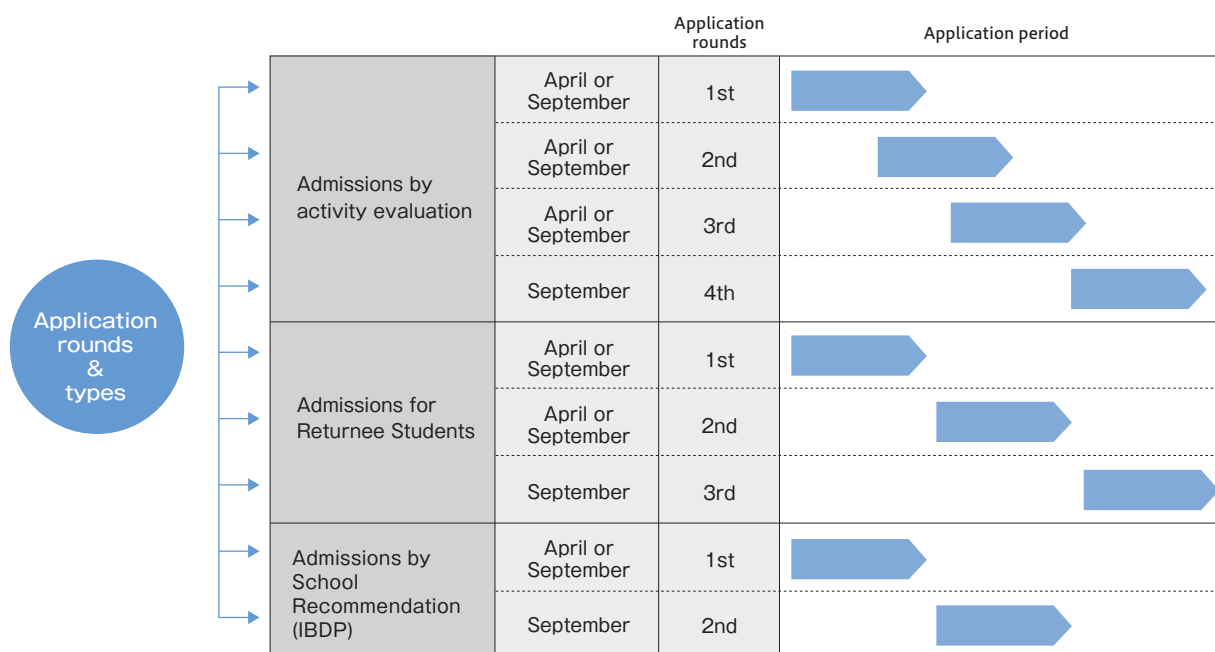 Application
rounds
Application period
Application
rounds
&
types
Admissions by
activity evaluation
April or
September
1st
April or
September
2nd
April or
September
3rd
September
4th
Admissions for
Returnee Students
April or
September
1st
April or
September
2nd
September
3rd
Admissions by
School
Recommendation
(IBDP)
April or
September
1st
September
2nd